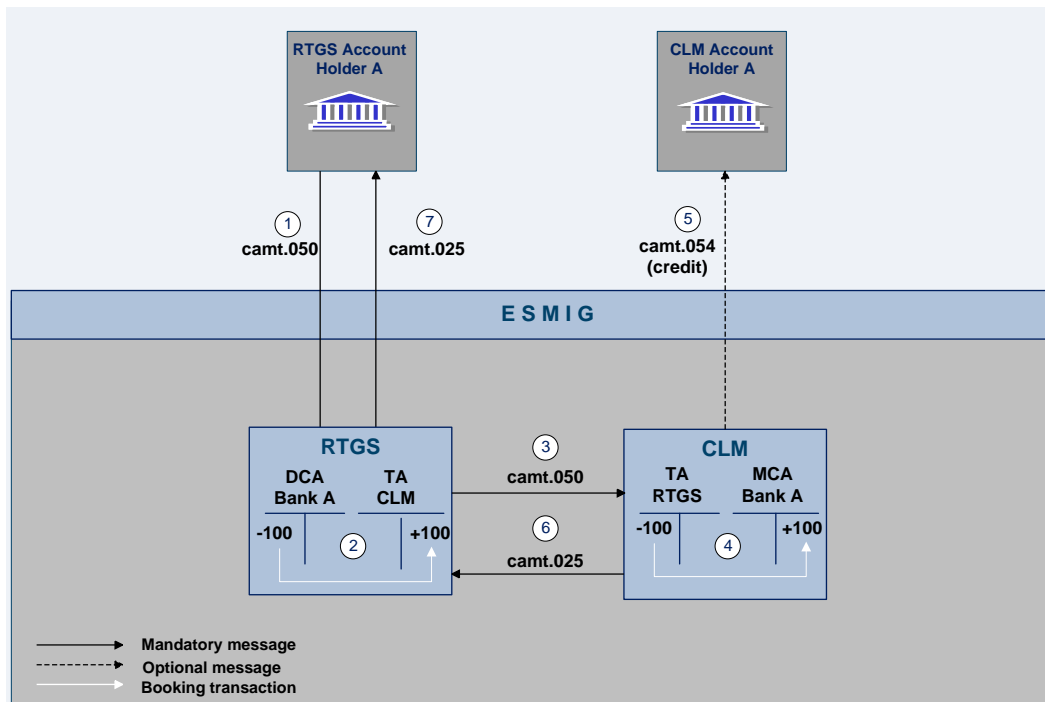 RTGS Account
Holder A
CLM Account
Holder A
1
camt.050
7
camt.025
5
camt.054
(credit)
E S M I G
RTGS
DCA
Bank A
TA
CLM
-100
2
+100
3
camt.050
6
camt.025
CLM
TA
RTGS
MCA
Bank A
-100
4
+100
Mandatory message
Optional message
Booking transaction